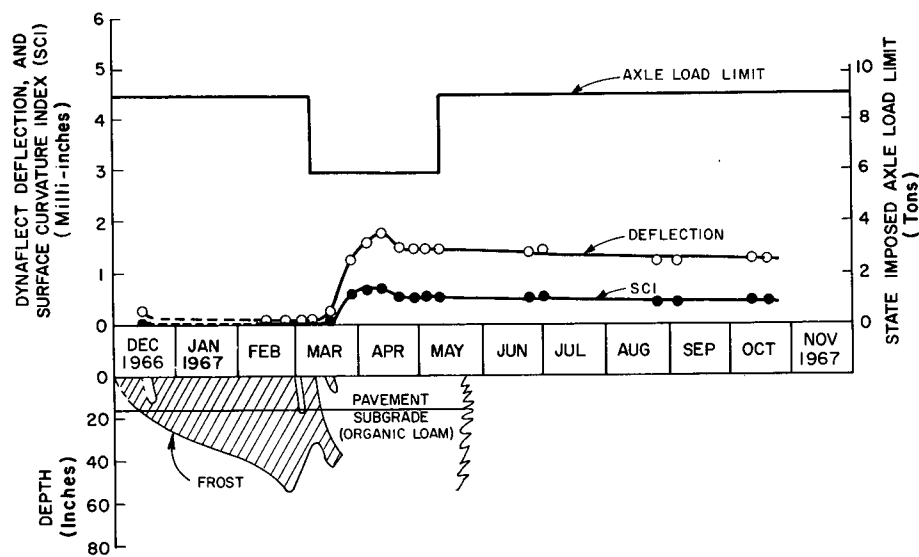 DYNAFLECT DEFLECTION, AND
SURFACE CURVATURE INDEX (SCI)
(Milli-inches)
6
5
4
3
2
1
0
AXLE LOAD LIMIT
DEFLECTION
SCI
10
8
6
4
2
0
STATE IMPOSED AXLE LOAD LIMIT
(Tons)
DEC
1966
JAN
1967
FEB
MAR
APR
MAY
JUN
JUL
AUG
SEP
OCT
NOV
1967
DEPTH
(Inches)
0
20
40
60
80
PAVEMENT
SUBGRADE
(ORGANIC LOAM)
FROST